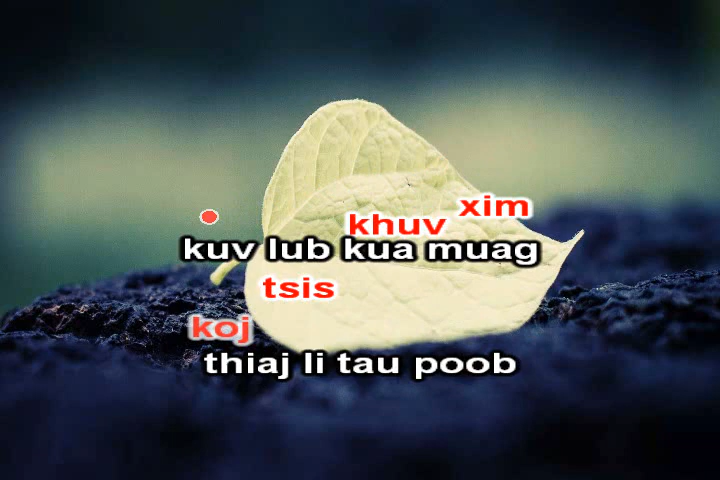 xim
khuv
kuv lub kua muag
tsis
koj
thiaj li tau poob